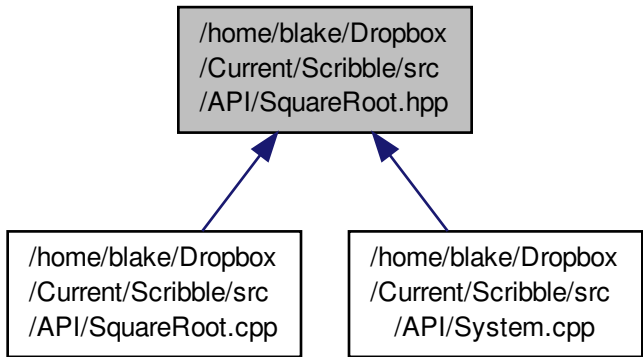 /home/blake/Dropbox
/Current/Scribble/src
/API/SquareRoot.hpp
/home/blake/Dropbox
/Current/Scribble/src
/API/SquareRoot.cpp
/home/blake/Dropbox
/Current/Scribble/src
/API/System.cpp